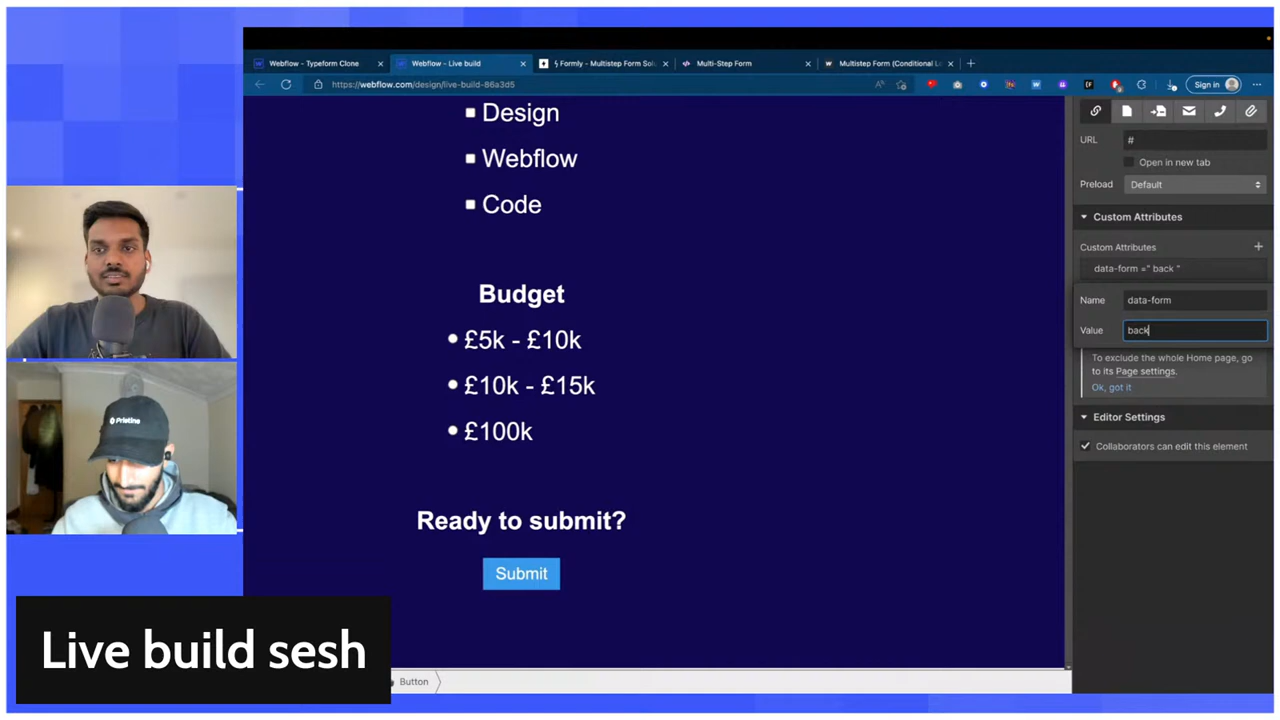 Webflow - Typeform Clone
Webflow - Live build
Formly - Multistep Form Solu
Multi-Step Form
Multistep Form (Conditional L
https://webflow.com/design/live-build-86a3d5
Sign in
Design
Webflow
Code
Budget
£5k - £10k
£10k - £15k
£100k
Ready to submit?
Submit
Button
URL
#
Open in new tab
Preload
Default
Custom Attributes
Custom Attributes
data-form =" back "
Name
data-form
Value
back
To exclude the whole Home page, go
to its Page settings.
Ok, got it
Editor Settings
Collaborators can edit this element
Pristine
Live build sesh